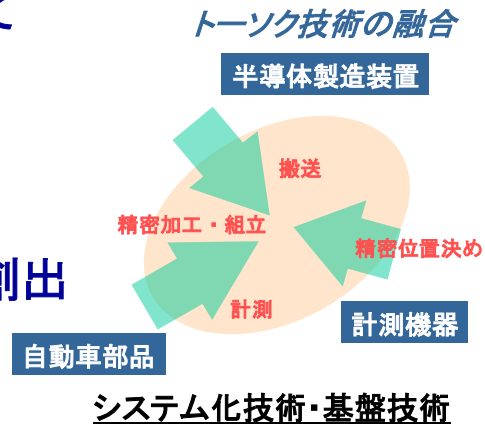 トーソク技術の融合
半導体製造装置
搬送
精密加工・組立
精密位置決め
創出
計測
計測機器
自動車部品
システム化技術・基盤技術